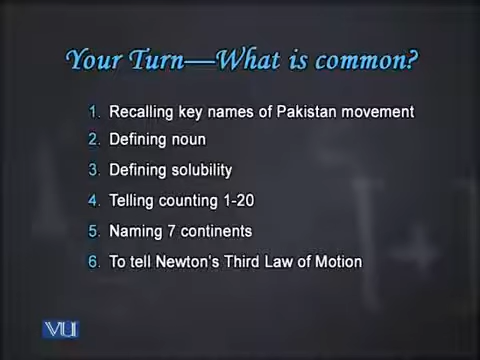 Your Turn—What is common?
1. Recalling key names of Pakistan movement
2. Defining noun
3. Defining solubility
4. Telling counting 1-20
5. Naming 7 continents
6. To tell Newton's Third Law of Motion
VU